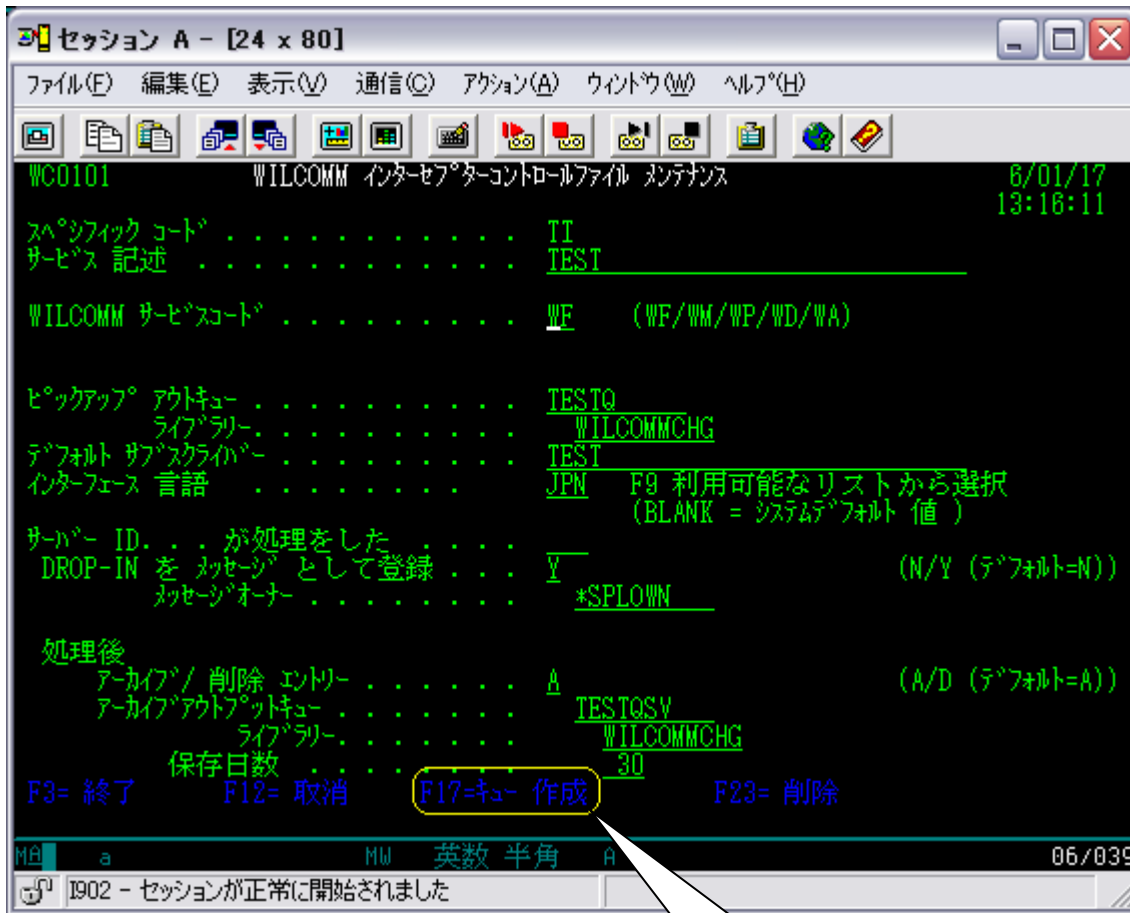 セッション A - [24 x 80]
ファイル(F) 編集(E) 表示(V) 通信(C) アクション(A) ウィンドウ(W) ヘルプ(H)
WC0101 WILCOMM インターセプターコントロールファイル メンテナンス 6/01/17
13:16:11
スペシフィック コード . . . . . . . . . . . . TT
サービス 記述 . . . . . . . . . . . . . TEST
WILCOMM サービスコード . . . . . . . . . . WF (WF/WM/WP/WD/WA)
ピックアップ アウトキュー . . . . . . . . . . . TESTQ
ライブラリー. . . . . . . . . . WILCOMMCHG
デフォルト サブスクライバー . . . . . . . . . . TEST
インターフェース 言語 . . . . . . . . JPN F9 利用可能なリストから選択
(BLANK = システムデフォルト 値 )
サーバー ID. . . が処理をした . . . .
DROP-IN を メッセージ として登録 . . . Y (N/Y (デフォルト=N))
メッセージオーナー . . . . . . . . *SPLOWN
処理後
アーカイブ/ 削除 エントリー . . . . . . A (A/D (デフォルト=A))
アーカイブアウトプットキュー . . . . . . . TESTQSV
ライブラリー. . . . . . . WILCOMMCHG
保存日数 . . . . . . . . 30
F3= 終了 F12= 取消 F17=キュー 作成 F23= 削除
MA a MW 英数 半角 A 06/039
I902 - セッションが正常に開始されました